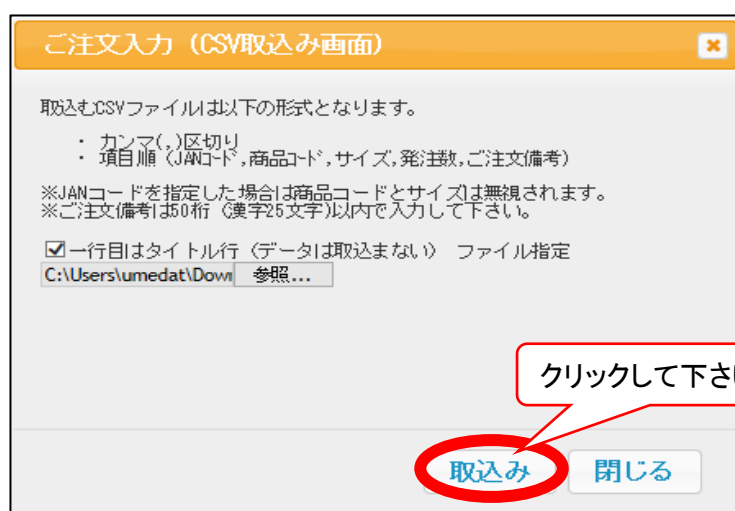 ご注文入力（CSV取込み画面）
取込むCSVファイルは以下の形式となります。
・ カンマ(,)区切り
・ 項目順（JANｺｰﾄﾞ,商品ｺｰﾄﾞ,サイズ,発注数,ご注文備考）
※JANコードを指定した場合は商品コードとサイズは無視されます。
※ご注文備考は50桁（漢字25文字)以内で入力して下さい。
一行目はタイトル行（データは取込まない） ファイル指定
C:\Users\umedat\Dow 参照...
クリックして下さ
取込み 閉じる